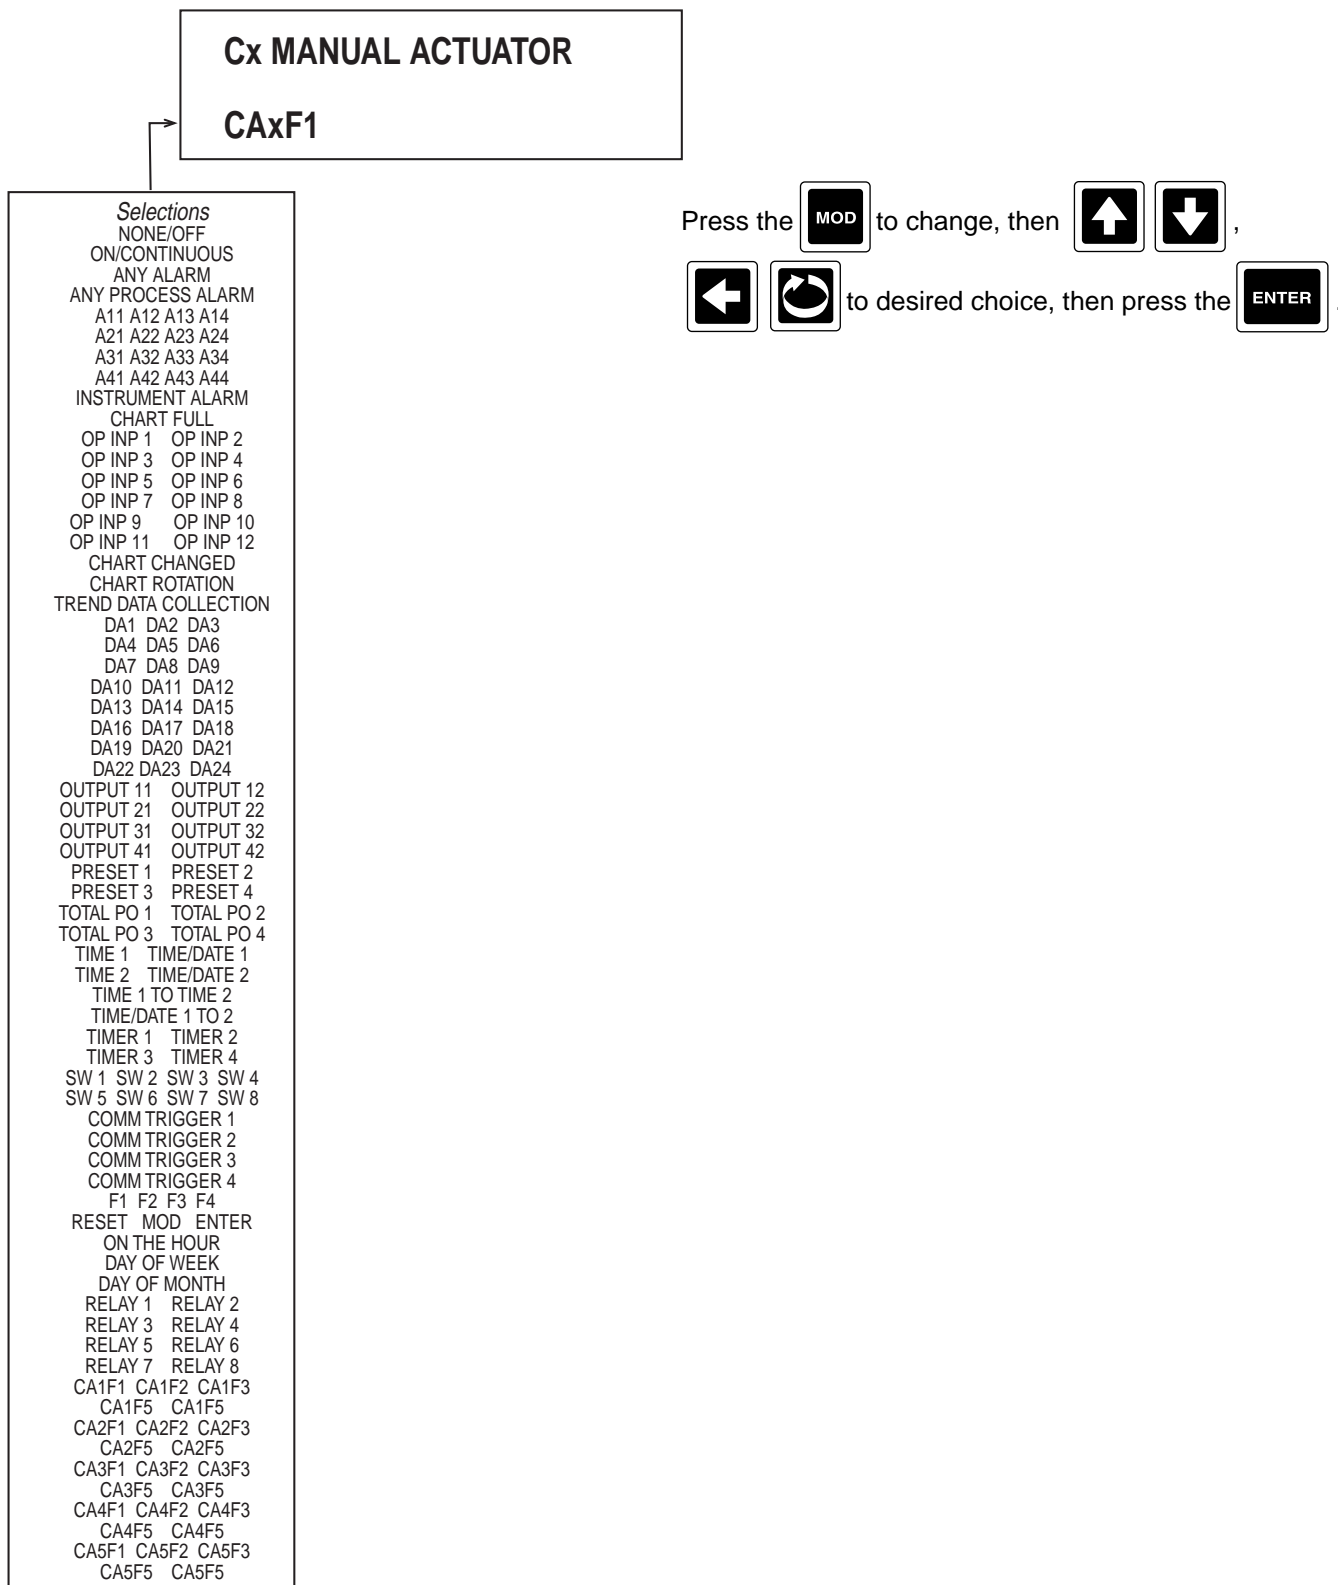 Cx MANUAL ACTUATOR
CAxF1
Press the MOD to change, then ,
to desired choice, then press the ENTER .
Selections
NONE/OFF
ON/CONTINUOUS
ANY ALARM
ANY PROCESS ALARM
A11 A12 A13 A14
A21 A22 A23 A24
A31 A32 A33 A34
A41 A42 A43 A44
INSTRUMENT ALARM
CHART FULL
OP INP 1 OP INP 2
OP INP 3 OP INP 4
OP INP 5 OP INP 6
OP INP 7 OP INP 8
OP INP 9 OP INP 10
OP INP 11 OP INP 12
CHART CHANGED
CHART ROTATION
TREND DATA COLLECTION
DA1 DA2 DA3
DA4 DA5 DA6
DA7 DA8 DA9
DA10 DA11 DA12
DA13 DA14 DA15
DA16 DA17 DA18
DA19 DA20 DA21
DA22 DA23 DA24
OUTPUT 11 OUTPUT 12
OUTPUT 21 OUTPUT 22
OUTPUT 31 OUTPUT 32
OUTPUT 41 OUTPUT 42
PRESET 1 PRESET 2
PRESET 3 PRESET 4
TOTAL PO 1 TOTAL PO 2
TOTAL PO 3 TOTAL PO 4
TIME 1 TIME/DATE 1
TIME 2 TIME/DATE 2
TIME 1 TO TIME 2
TIME/DATE 1 TO 2
TIMER 1 TIMER 2
TIMER 3 TIMER 4
SW 1 SW 2 SW 3 SW 4
SW 5 SW 6 SW 7 SW 8
COMM TRIGGER 1
COMM TRIGGER 2
COMM TRIGGER 3
COMM TRIGGER 4
F1 F2 F3 F4
RESET MOD ENTER
ON THE HOUR
DAY OF WEEK
DAY OF MONTH
RELAY 1 RELAY 2
RELAY 3 RELAY 4
RELAY 5 RELAY 6
RELAY 7 RELAY 8
CA1F1 CA1F2 CA1F3
CA1F5 CA1F5
CA2F1 CA2F2 CA2F3
CA2F5 CA2F5
CA3F1 CA3F2 CA3F3
CA3F5 CA3F5
CA4F1 CA4F2 CA4F3
CA4F5 CA4F5
CA5F1 CA5F2 CA5F3
CA5F5 CA5F5